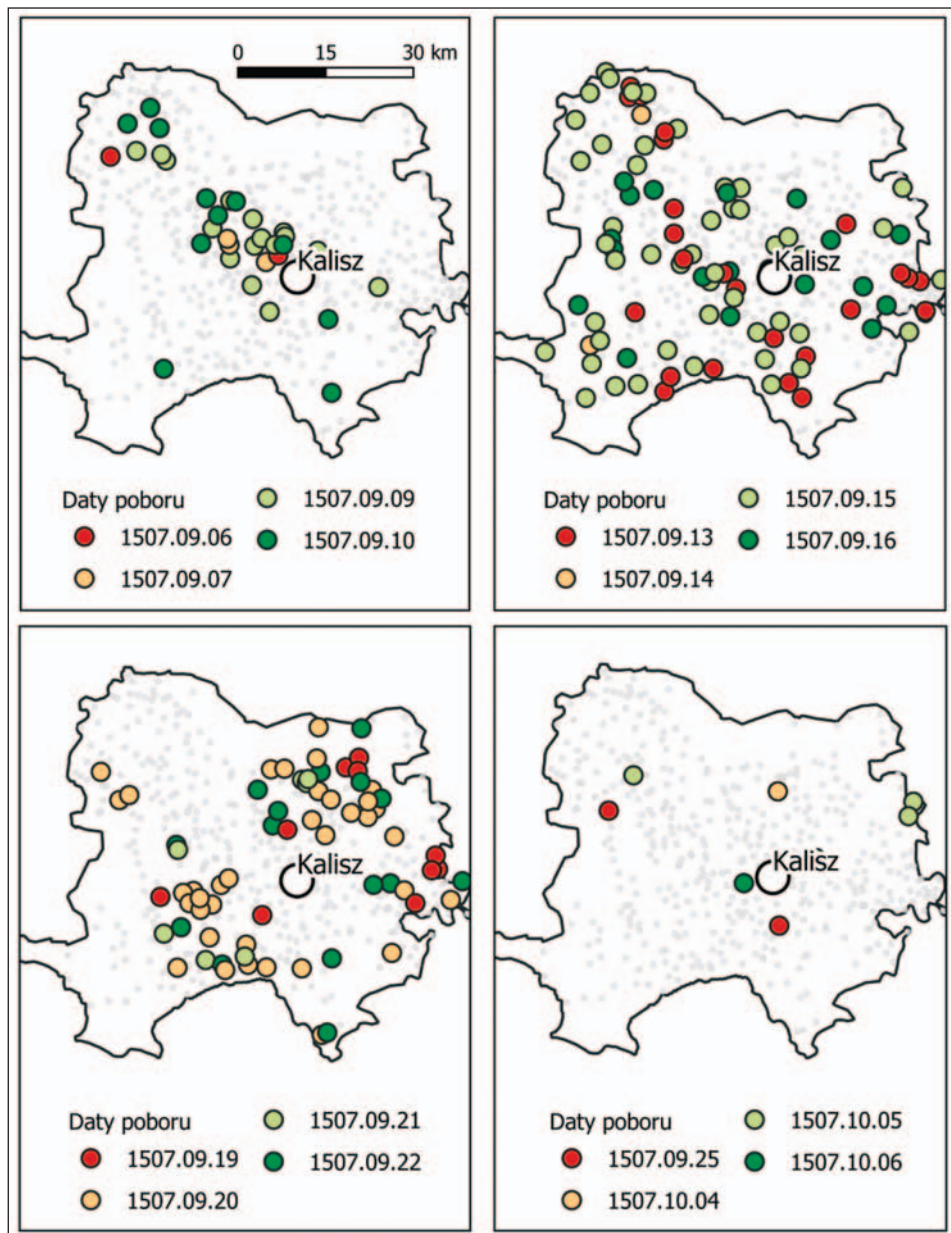 0 15 30 km
Kalisz
Daty poboru
1507.09.06
1507.09.07
1507.09.09
1507.09.10
Kalisz
Daty poboru
1507.09.13
1507.09.14
1507.09.15
1507.09.16
Kalisz
Daty poboru
1507.09.19
1507.09.20
1507.09.21
1507.09.22
Kalisz
Daty poboru
1507.09.25
1507.10.04
1507.10.05
1507.10.06